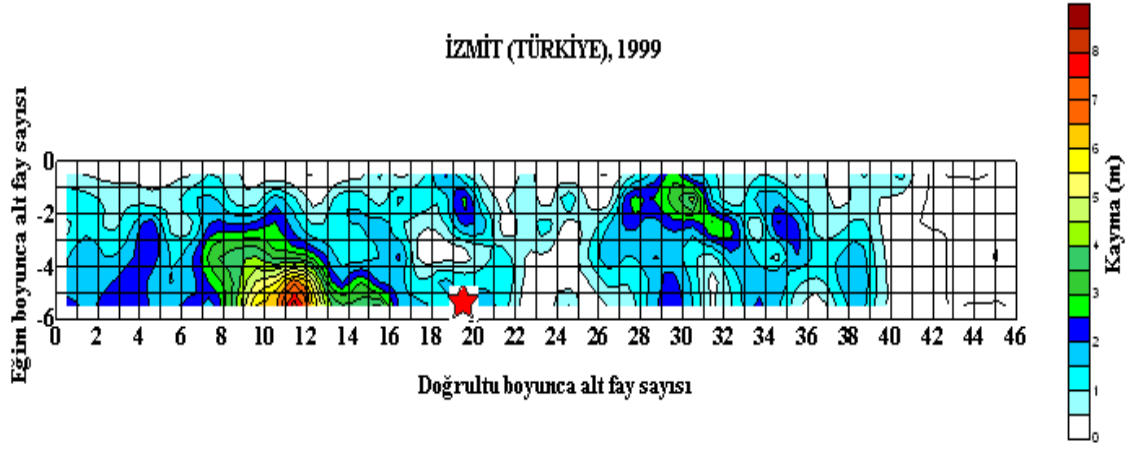 İZMİT (TÜRKİYE), 1999
Eğim boyunca alt fay sayısı
0
-2
-4
-6
0 2 4 6 8 10 12 14 16 18 20 22 24 26 28 30 32 34 36 38 40 42 44 46
Doğrultu boyunca alt fay sayısı
8
7
6
5
4
3
2
1
0
Kayma (m)